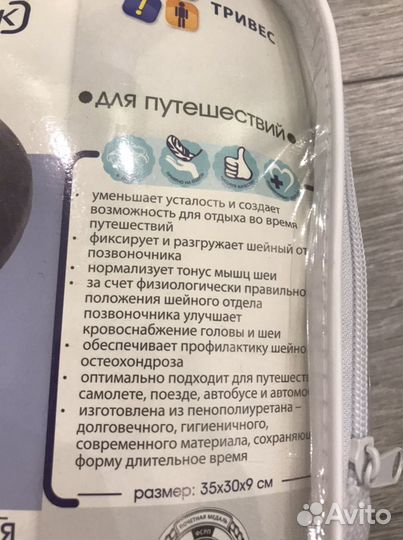 К
ТРИВЕС
• для путешествий •
• уменьшает усталость и создает
возможность для отдыха во время
путешествий
• фиксирует и разгружает шейный от
позвоночника
• нормализует тонус мышц шеи
• за счет физиологически правильно
положения шейного отдела
позвоночника улучшает
кровоснабжение головы и шеи
• обеспечивает профилактику шейно
остеохондроза
• оптимально подходит для путешест
самолете, поезде, автобусе и автомо
• изготовлена из пенополиуретана –
долговечного, гигиеничного,
современного материала, сохраняющ
форму длительное время
размер: 35x30x9 см
Я
ПОЧЕТНАЯ МЕДАЛЬ
Avito